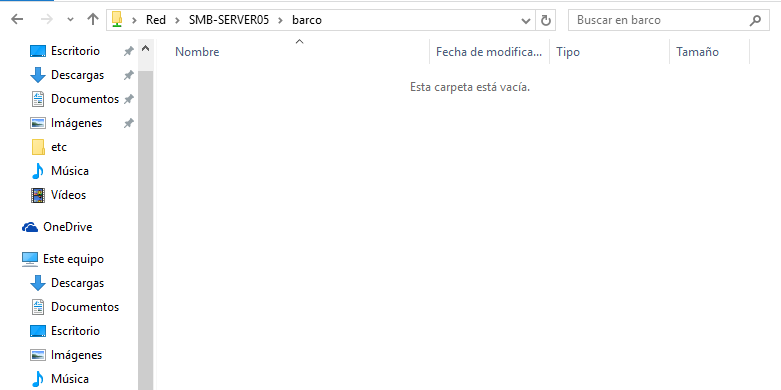 Red > SMB-SERVER05 > barco
Buscar en barco
Nombre
Fecha de modifica...
Tipo
Tamaño
Esta carpeta está vacía.
Escritorio
Descargas
Documentos
Imágenes
etc
Música
Vídeos
OneDrive
Este equipo
Descargas
Documentos
Escritorio
Imágenes
Música